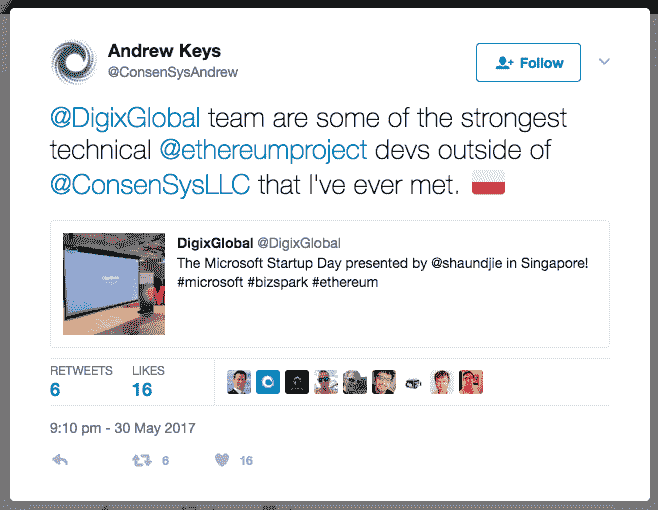 Andrew Keys
@ConsenSysAndrew
Follow
@DigixGlobal team are some of the strongest
technical @ethereumproject devs outside of
@ConsenSysLLC that I've ever met.
DigixGlobal @DigixGlobal
The Microsoft Startup Day presented by @shaundjie in Singapore!
#microsoft #bizspark #ethereum
RETWEETS LIKES
6 16
9:10 pm - 30 May 2017
6 16